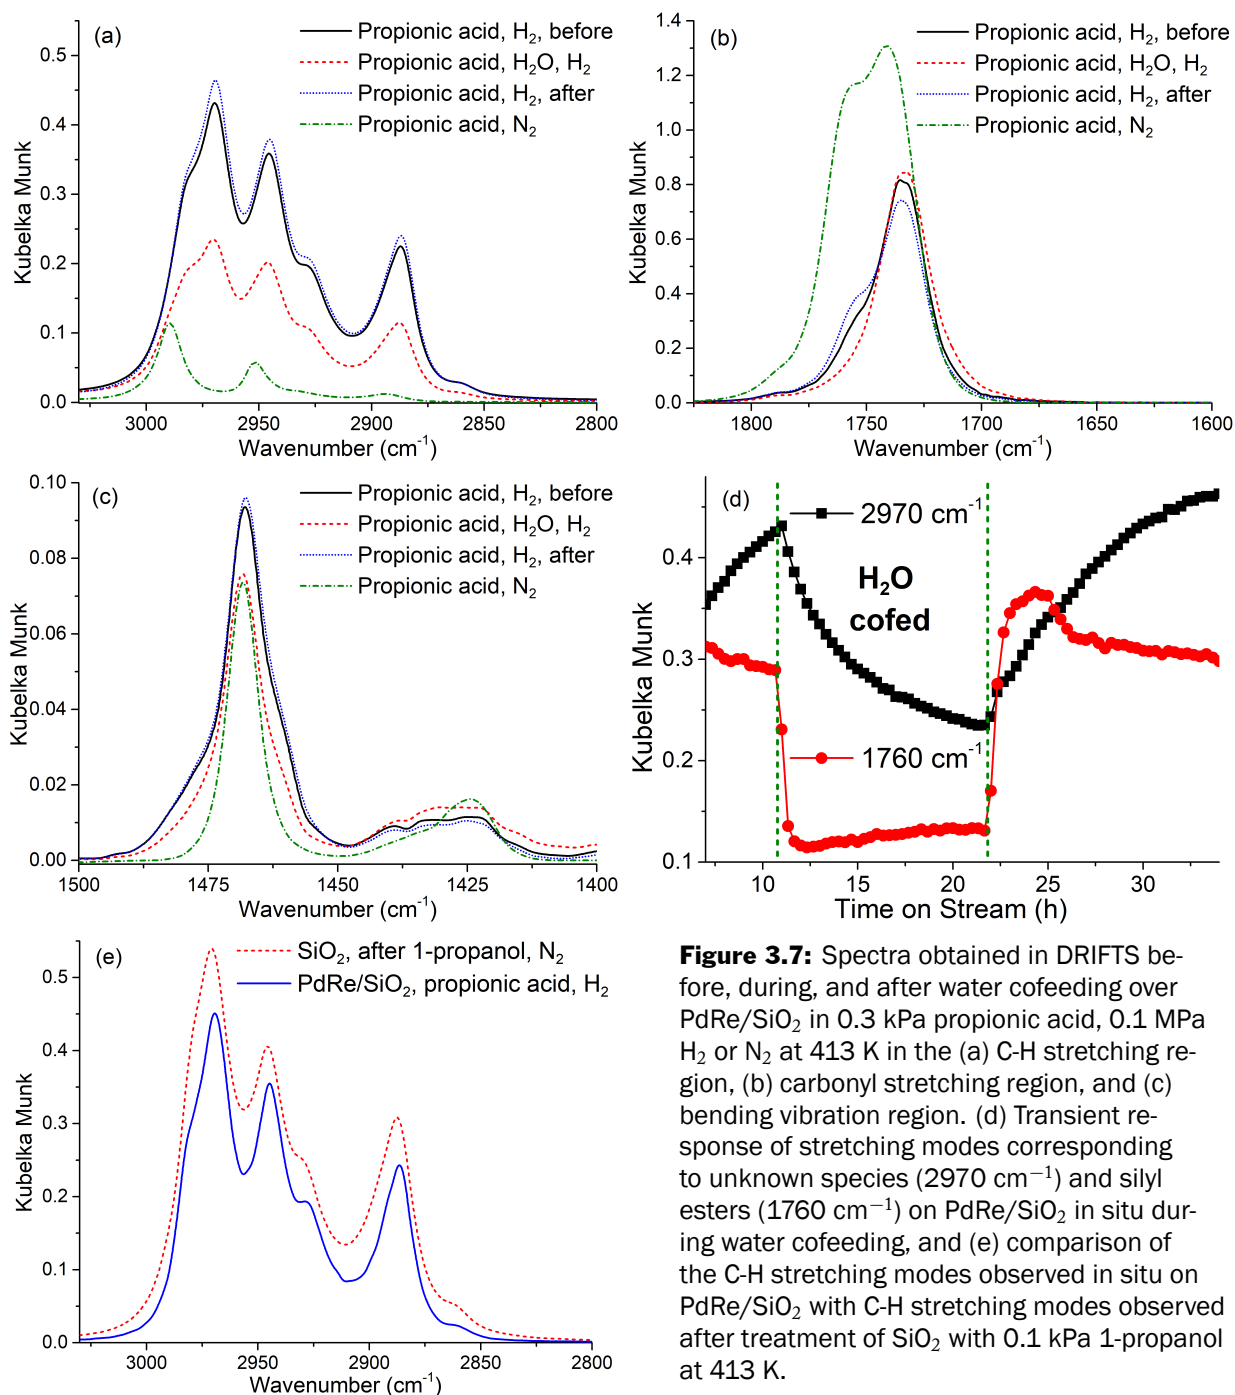 (a)
Propionic acid, H₂, before
Propionic acid, H₂O, H₂
Propionic acid, H₂, after
Propionic acid, N₂
Kubelka Munk
0.5
0.4
0.3
0.2
0.1
0.0
3000 2950 2900 2850 2800
Wavenumber (cm⁻¹)
(b)
Propionic acid, H₂, before
Propionic acid, H₂O, H₂
Propionic acid, H₂, after
Propionic acid, N₂
Kubelka Munk
1.4
1.2
1.0
0.8
0.6
0.4
0.2
0.0
1800 1750 1700 1650 1600
Wavenumber (cm⁻¹)
(c)
Propionic acid, H₂, before
Propionic acid, H₂O, H₂
Propionic acid, H₂, after
Propionic acid, N₂
Kubelka Munk
0.10
0.08
0.06
0.04
0.02
0.00
1500 1475 1450 1425 1400
Wavenumber (cm⁻¹)
(d)
2970 cm⁻¹
H₂O
cofed
1760 cm⁻¹
Kubelka Munk
0.4
0.3
0.2
0.1
10 15 20 25 30
Time on Stream (h)
(e)
SiO₂, after 1-propanol, N₂
PdRe/SiO₂, propionic acid, H₂
Kubelka Munk
0.5
0.4
0.3
0.2
0.1
0.0
3000 2950 2900 2850 2800
Wavenumber (cm⁻¹)
Figure 3.7: Spectra obtained in DRIFTS be-
fore, during, and after water cofeeding over
PdRe/SiO₂ in 0.3 kPa propionic acid, 0.1 MPa
H₂ or N₂ at 413 K in the (a) C-H stretching re-
gion, (b) carbonyl stretching region, and (c)
bending vibration region. (d) Transient re-
sponse of stretching modes corresponding
to unknown species (2970 cm⁻¹) and silyl
esters (1760 cm⁻¹) on PdRe/SiO₂ in situ dur-
ing water cofeeding, and (e) comparison of
the C-H stretching modes observed in situ on
PdRe/SiO₂ with C-H stretching modes observed
after treatment of SiO₂ with 0.1 kPa 1-propanol
at 413 K.